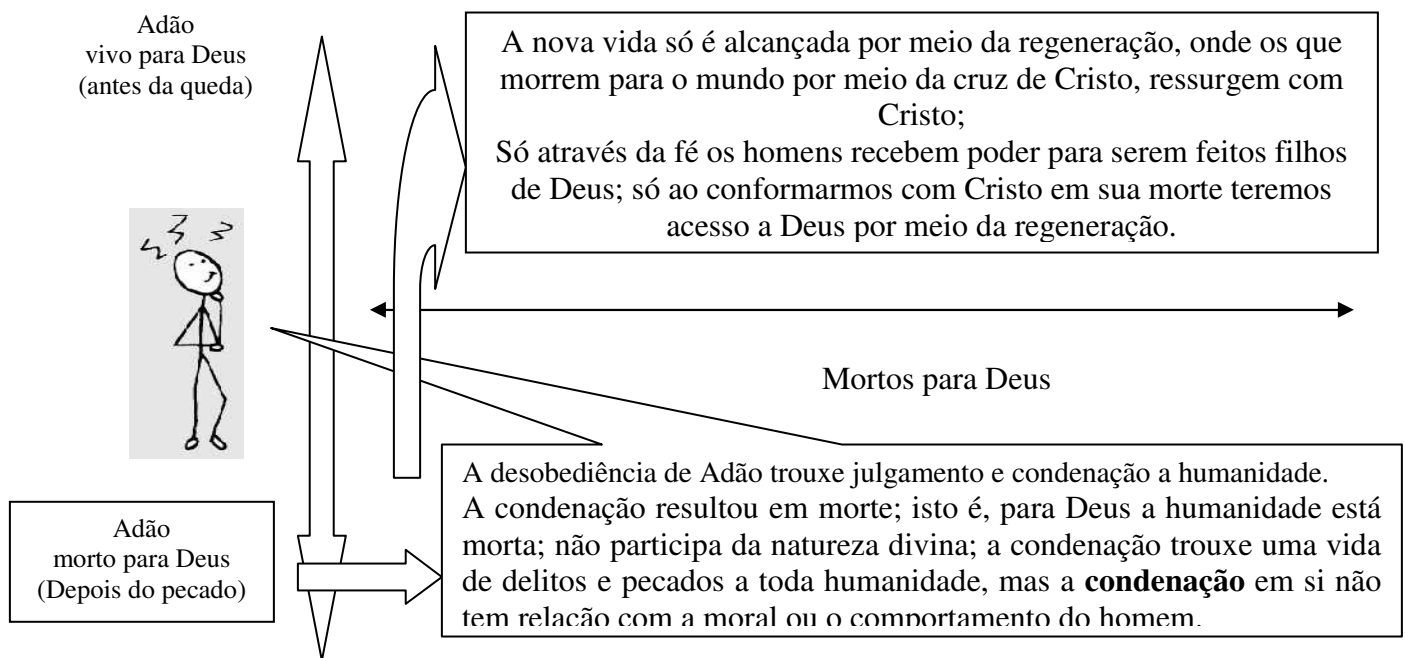 Adão
vivo para Deus
(antes da queda)
A nova vida só é alcançada por meio da regeneração, onde os que
morrem para o mundo por meio da cruz de Cristo, ressurgem com
Cristo;
Só através da fé os homens recebem poder para serem feitos filhos
de Deus; só ao conformarmos com Cristo em sua morte teremos
acesso a Deus por meio da regeneração.
Mortos para Deus
Adão
morto para Deus
(Depois do pecado)
A desobediência de Adão trouxe julgamento e condenação a humanidade.
A condenação resultou em morte; isto é, para Deus a humanidade está
morta; não participa da natureza divina; a condenação trouxe uma vida
de delitos e pecados a toda humanidade, mas a condenação em si não
tem relação com a moral ou o comportamento do homem.